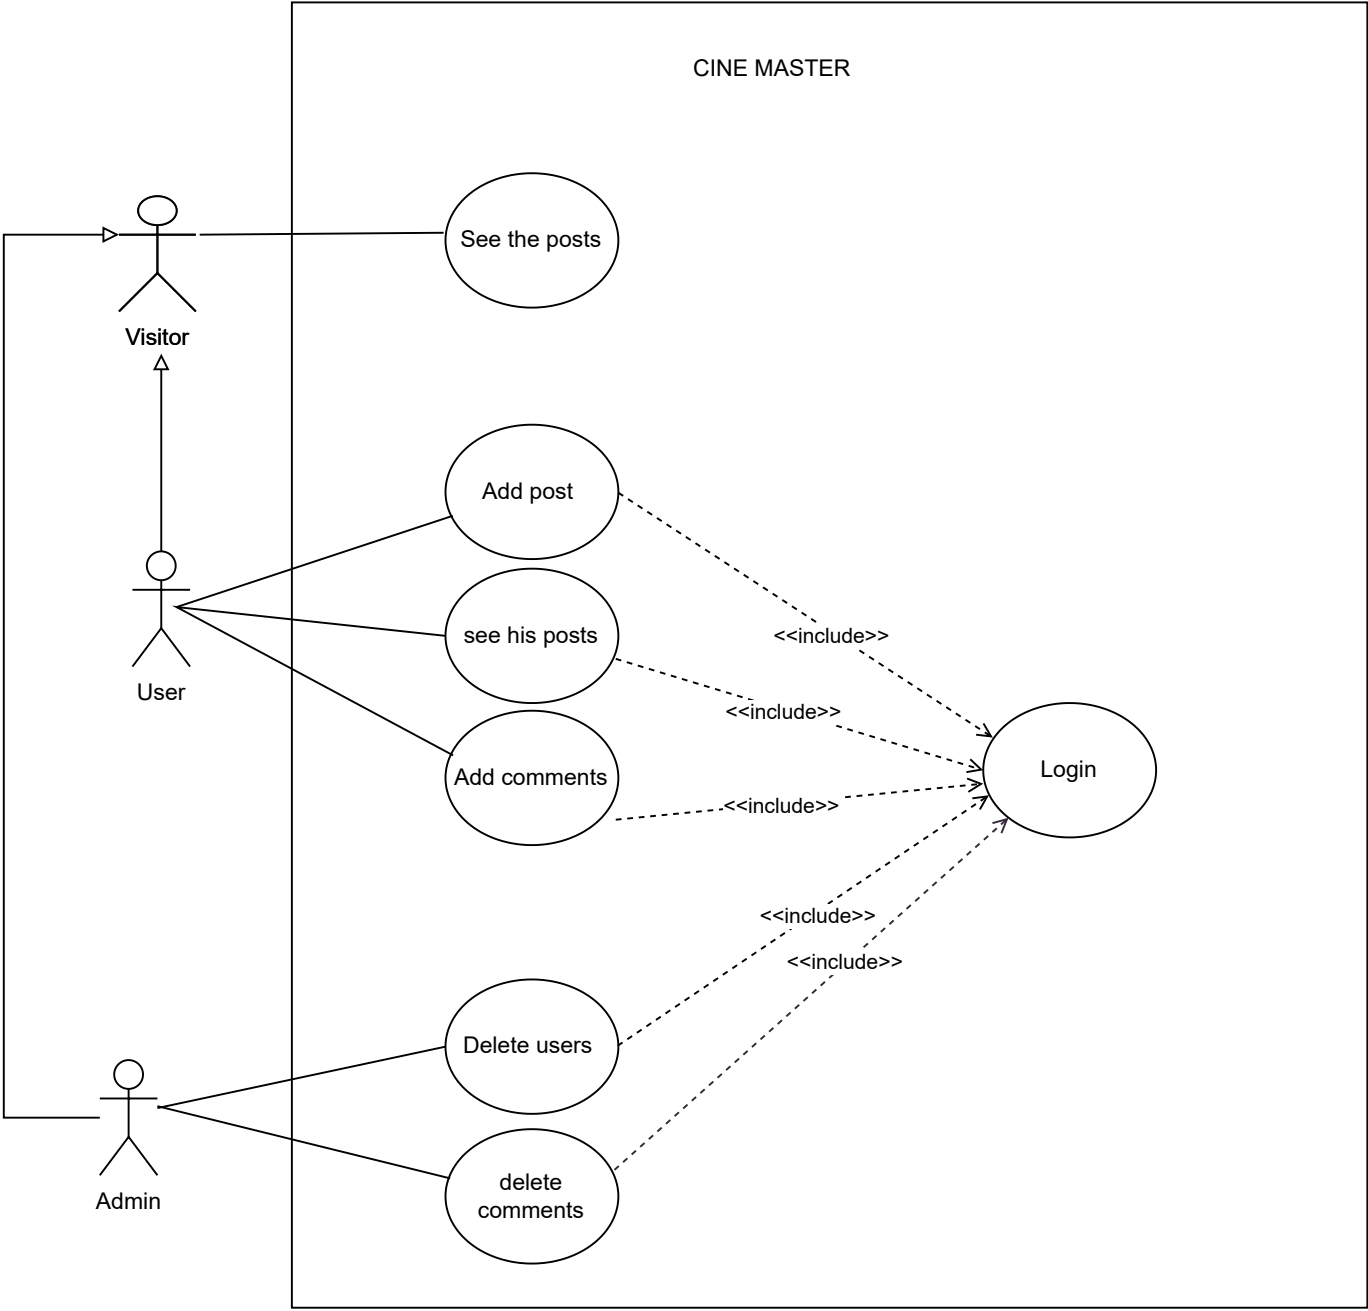 CINE MASTER
See the posts
Visitor
Add post
see his posts
<<include>>
User
<<include>>
Add comments
Login
<<include>>
<<include>>
<<include>>
Delete users
delete
comments
Admin